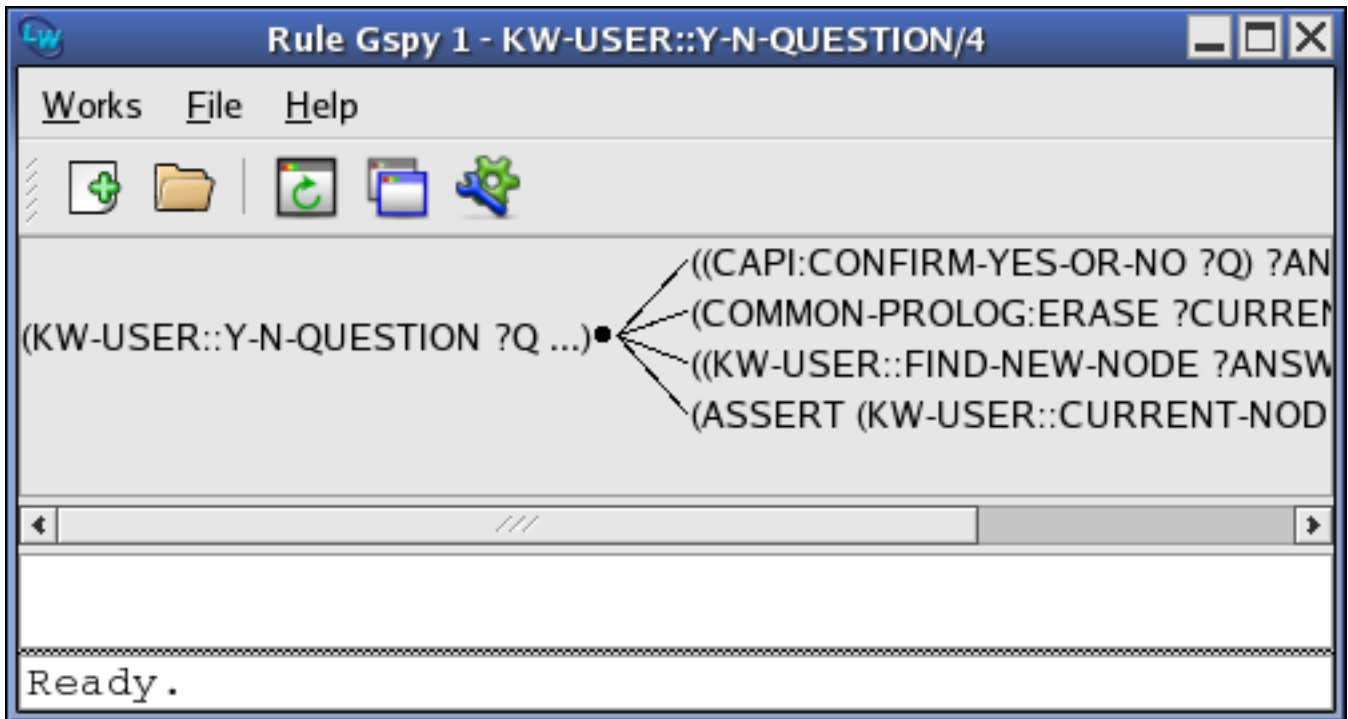 LW Rule Gspy 1 - KW-USER::Y-N-QUESTION/4
Works File Help
((CAPI:CONFIRM-YES-OR-NO ?Q) ?AN
(COMMON-PROLOG:ERASE ?CURREN
(KW-USER::Y-N-QUESTION ?Q ...)
((KW-USER::FIND-NEW-NODE ?ANSW
(ASSERT (KW-USER::CURRENT-NOD
Ready.